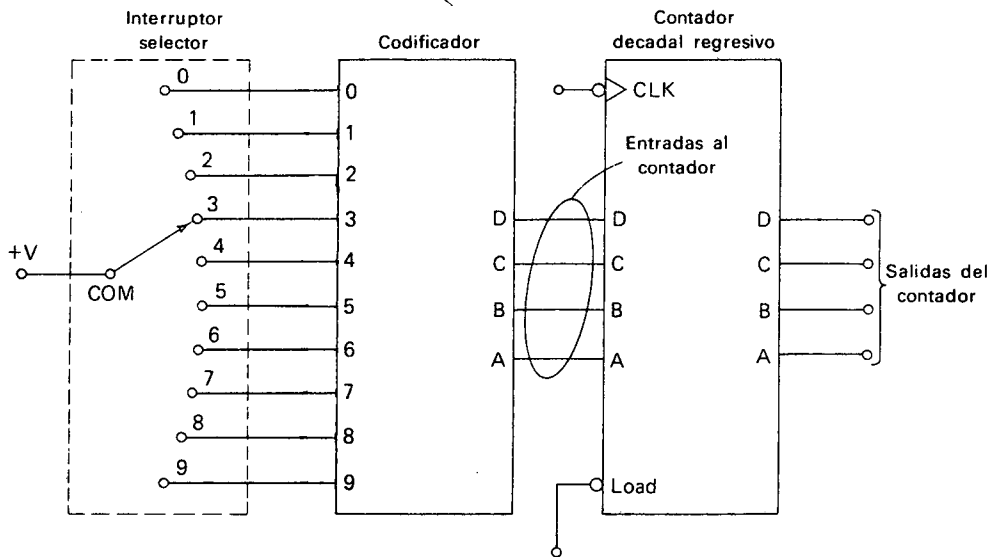 Interruptor
selector
Codificador
Contador
decadal regresivo
0
1
2
3
4
5
6
7
8
9
+V
COM
0
1
2
3
4
5
6
7
8
9
D
C
B
A
Entradas al
contador
CLK
D
C
B
A
Load
D
C
B
A
Salidas del
contador